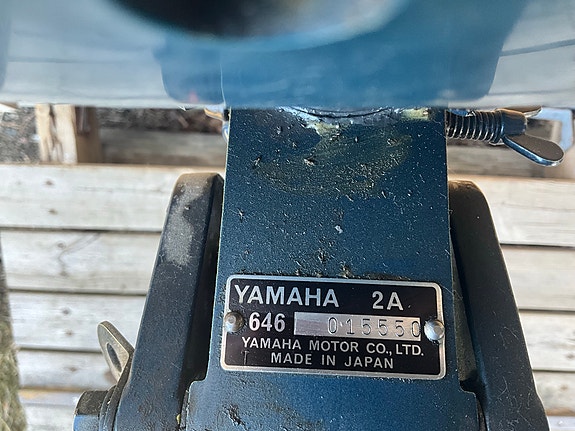 YAMAHA 2A
646 015550
YAMAHA MOTOR CO., LTD.
MADE IN JAPAN